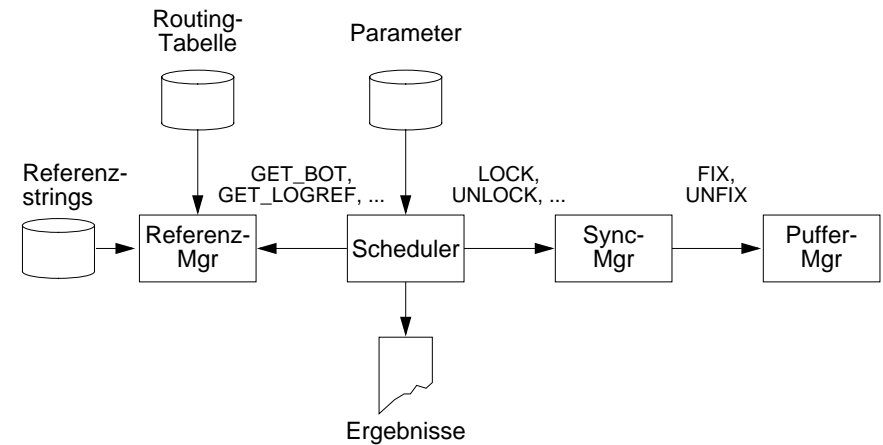 Routing-
Tabelle
Parameter
Referenz-
strings
GET_BOT,
GET_LOGREF, ...
LOCK,
UNLOCK, ...
FIX,
UNFIX
Referenz-
Mgr
Scheduler
Sync-
Mgr
Puffer-
Mgr
Ergebnisse